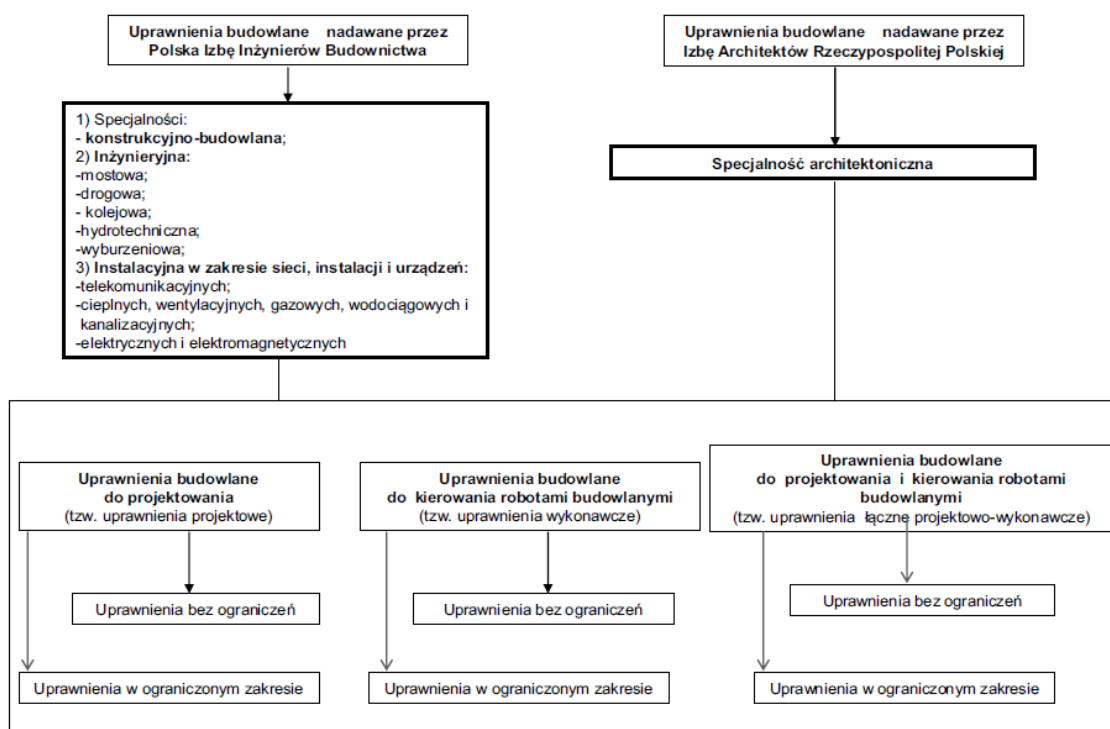 Uprawnienia budowlane nadawane przez
Polska Izbę Inżynierów Budownictwa
Uprawnienia budowlane nadawane przez
Izbę Architektów Rzeczypospolitej Polskiej
1) Specjalności:
- konstrukcyjno-budowlana;
2) Inżynieryjna:
-mostowa;
-drogowa;
- kolejowa;
-hydrotechniczna;
-wyburzeniowa;
3) Instalacyjna w zakresie sieci, instalacji i urządzeń:
-telekomunikacyjnych;
-cieplnych, wentylacyjnych, gazowych, wodociągowych i
kanalizacyjnych;
-elektrycznych i elektromagnetycznych
Specjalność architektoniczna
Uprawnienia budowlane
do projektowania
(tzw. uprawnienia projektowe)
Uprawnienia bez ograniczeń
Uprawnienia w ograniczonym zakresie
Uprawnienia budowlane
do kierowania robotami budowlanymi
(tzw. uprawnienia wykonawcze)
Uprawnienia bez ograniczeń
Uprawnienia w ograniczonym zakresie
Uprawnienia budowlane
do projektowania i kierowania robotami
budowlanymi
(tzw. uprawnienia łączne projektowo-wykonawcze)
Uprawnienia bez ograniczeń
Uprawnienia w ograniczonym zakresie